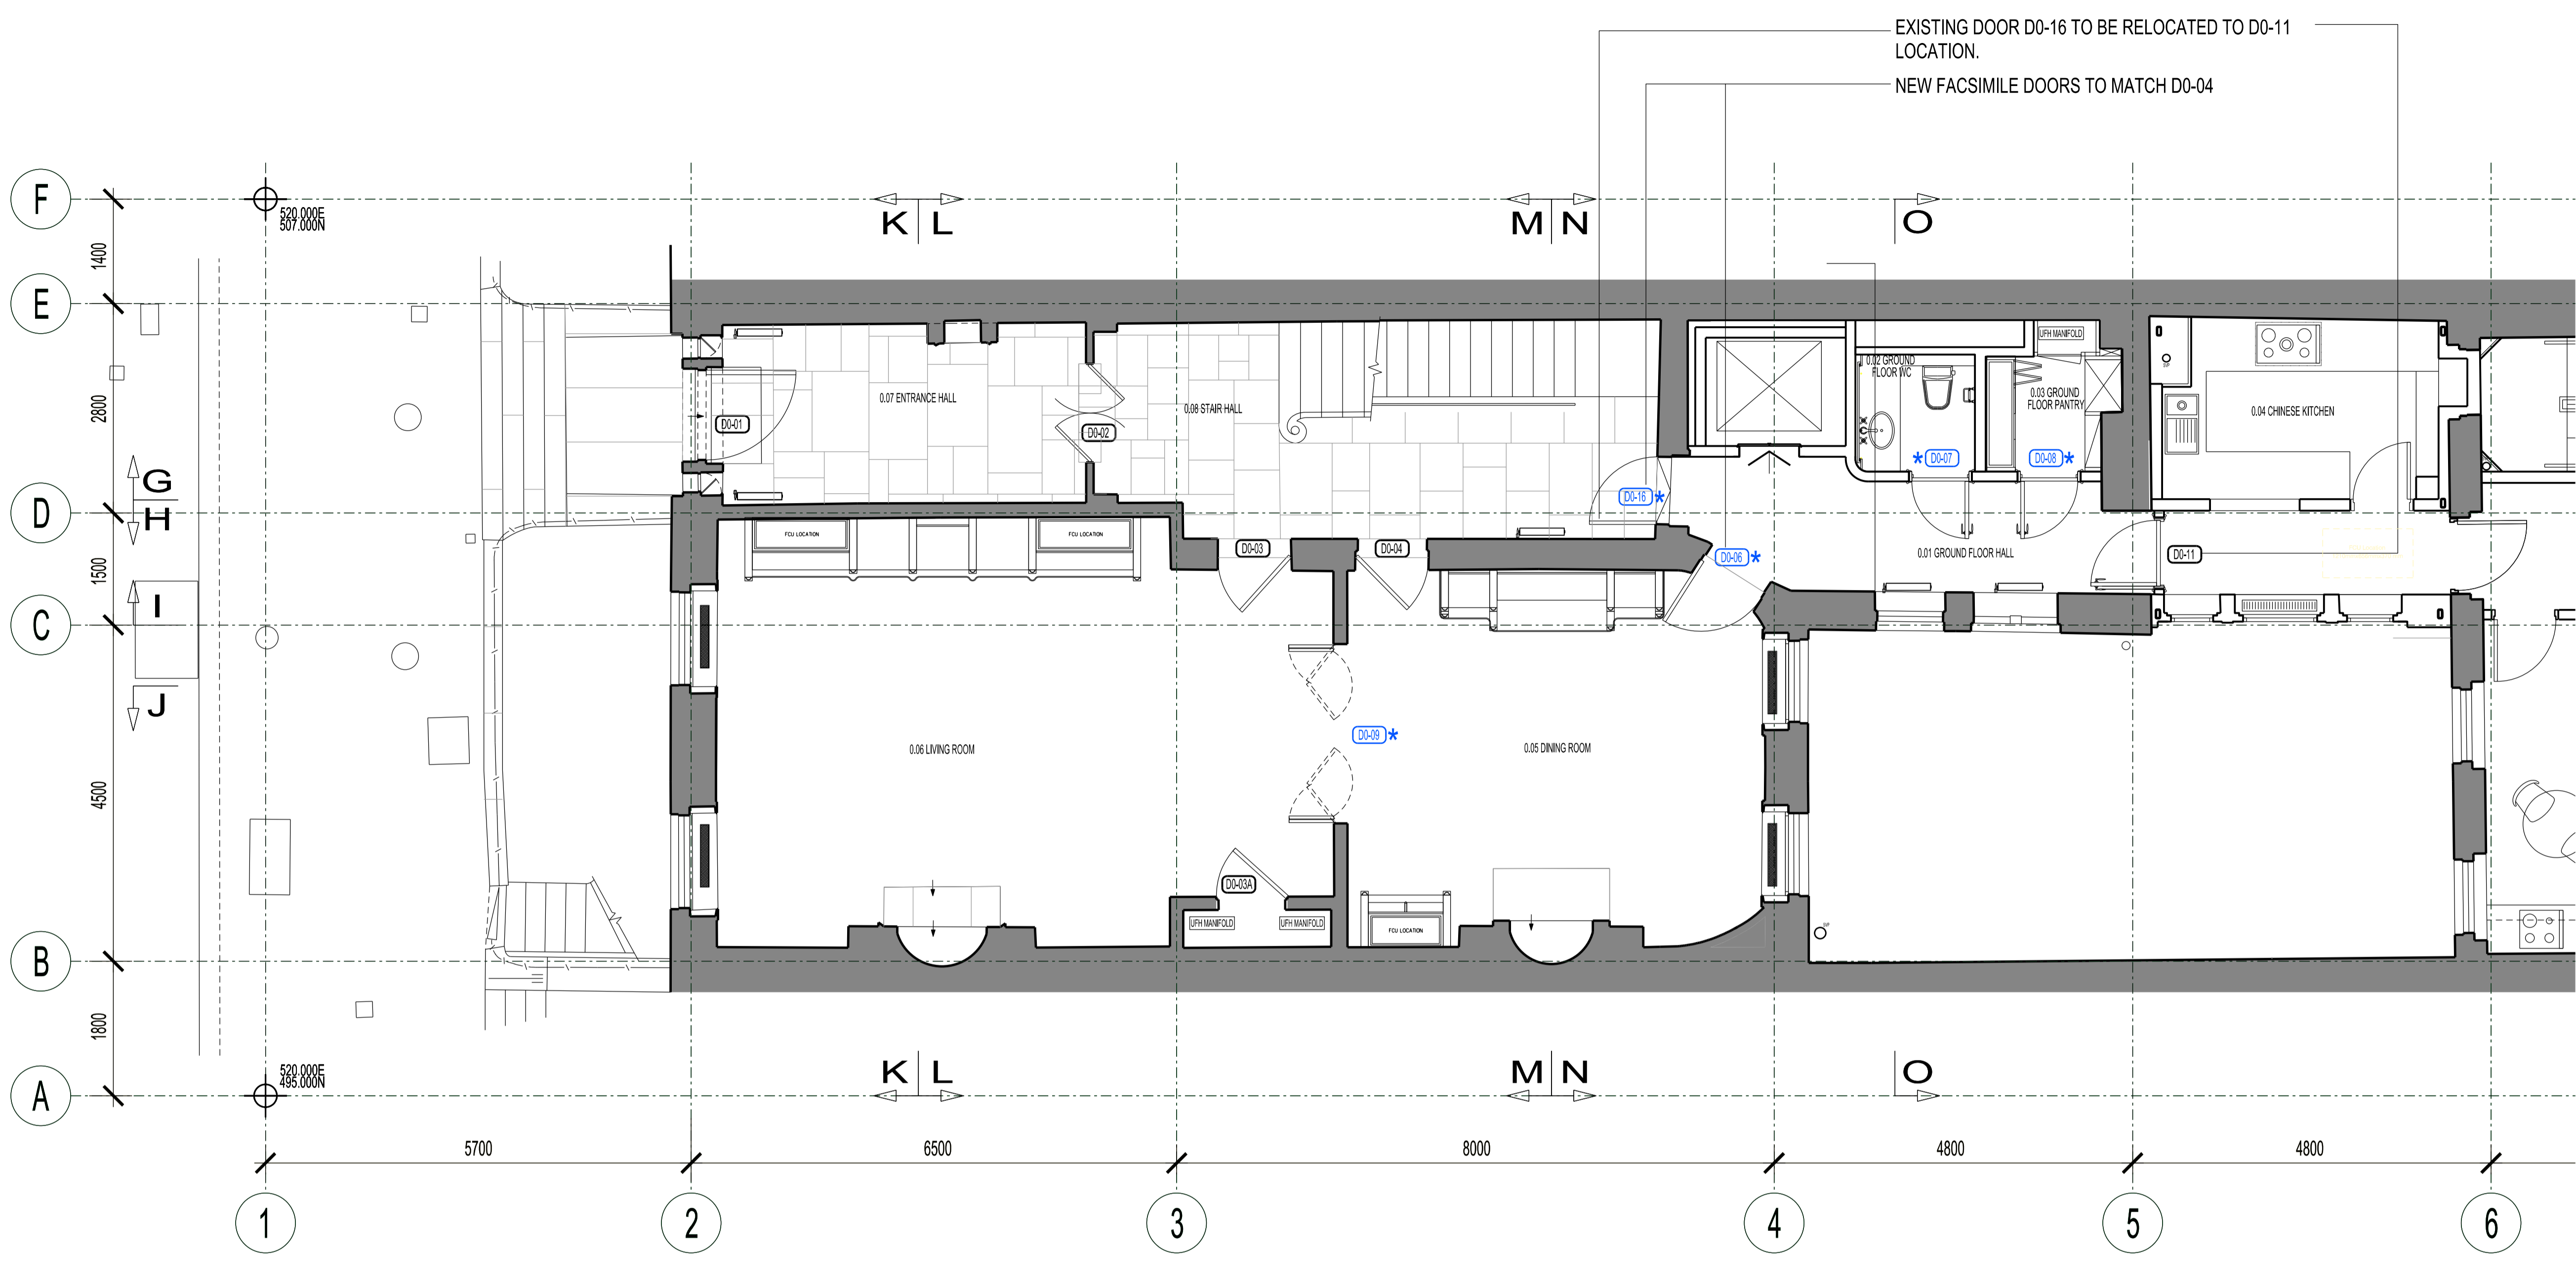 EXISTING DOOR D0-16 TO BE RELOCATED TO D0-11
LOCATION.
NEW FACSIMILE DOORS TO MATCH D0-04
F
520.000E
507.000N
K L
M N
O
1400
E
UFH MANIFOLD
0.02 GROUND
FLOOR WC
SVP
0.03 GROUND
FLOOR PANTRY
2800
0.07 ENTRANCE HALL
0.08 STAIR HALL
0.04 CHINESE KITCHEN
D0-01
D0-02
*D0-07
D0-08*
G
D0-16*
D
H
FCU LOCATION
FCU LOCATION
D0-03
D0-04
D0-06*
0.01 GROUND FLOOR HALL
D0-11
1500
I
C
J
D0-09*
0.06 LIVING ROOM
0.05 DINING ROOM
4500
D0-03A
UFH MANIFOLD
UFH MANIFOLD
FCU LOCATION
SVP
B
1800
520.000E
495.000N
K L
M N
O
A
5700
6500
8000
4800
4800
1
2
3
4
5
6